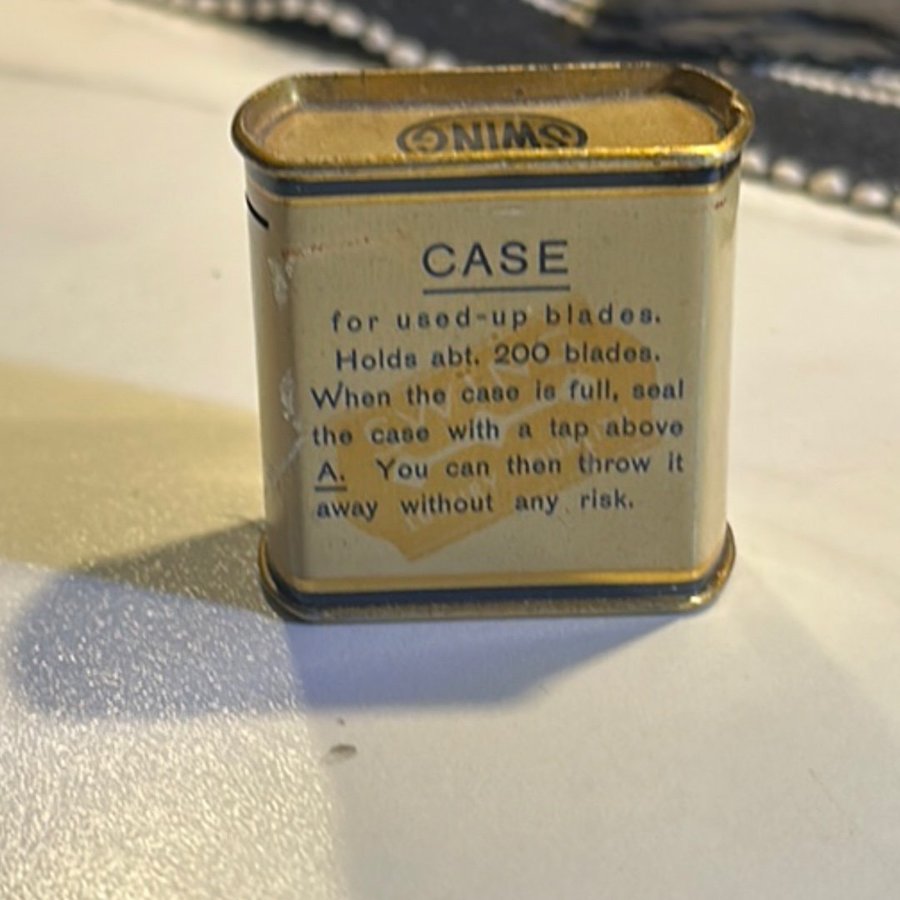 SWING
CASE
for used-up blades.
Holds abt. 200 blades.
When the case is full, seal
the case with a tap above
A. You can then throw it
away without any risk.